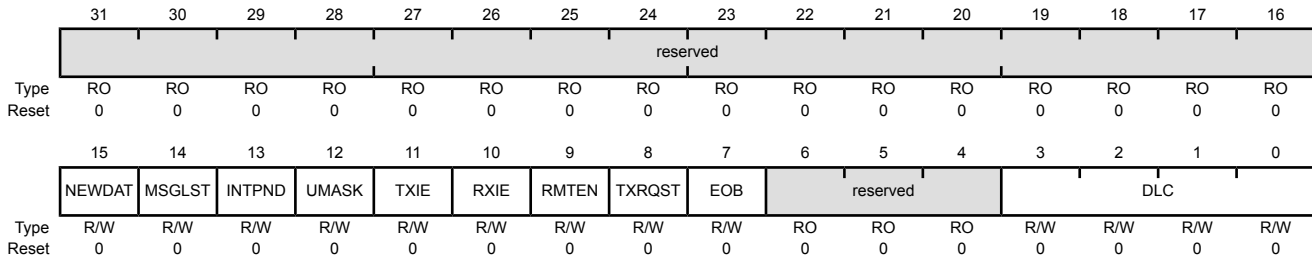 31 30 29 28 27 26 25 24 23 22 21 20 19 18 17 16
reserved
Type RO RO RO RO RO RO RO RO RO RO RO RO RO RO RO RO
Reset 0 0 0 0 0 0 0 0 0 0 0 0 0 0 0 0
15 14 13 12 11 10 9 8 7 6 5 4 3 2 1 0
NEWDAT MSGLST INTPND UMASK TXIE RXIE RMTEN TXRQST EOB reserved DLC
Type R/W R/W R/W R/W R/W R/W R/W R/W R/W RO RO RO R/W R/W R/W R/W
Reset 0 0 0 0 0 0 0 0 0 0 0 0 0 0 0 0